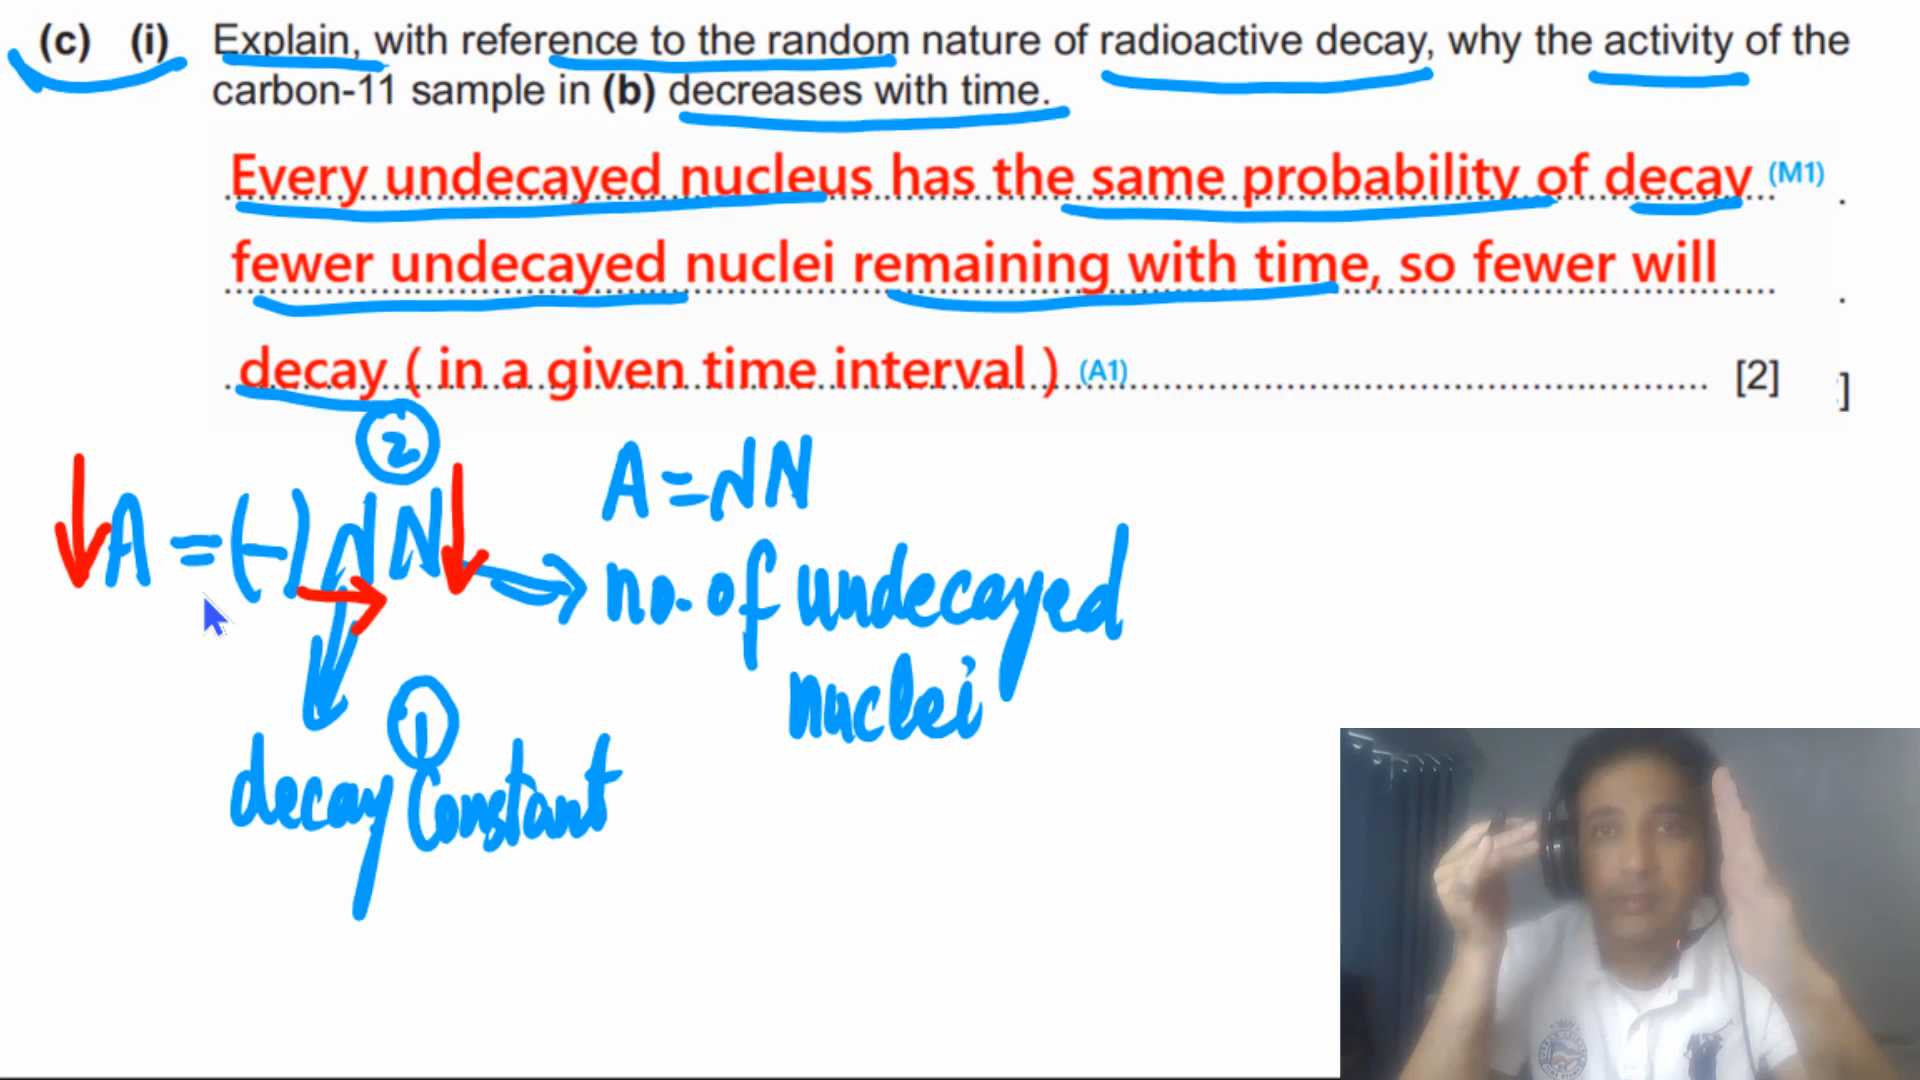 (c) (i) Explain, with reference to the random nature of radioactive decay, why the activity of the
carbon-11 sample in (b) decreases with time.
Every undecayed nucleus has the same probability of decay (M1)
fewer undecayed nuclei remaining with time, so fewer will
decay ( in a given time interval ) (A1) [2] ]
2
A = (-) λN
A = λN
no. of undecayed
nuclei
1
decay constant